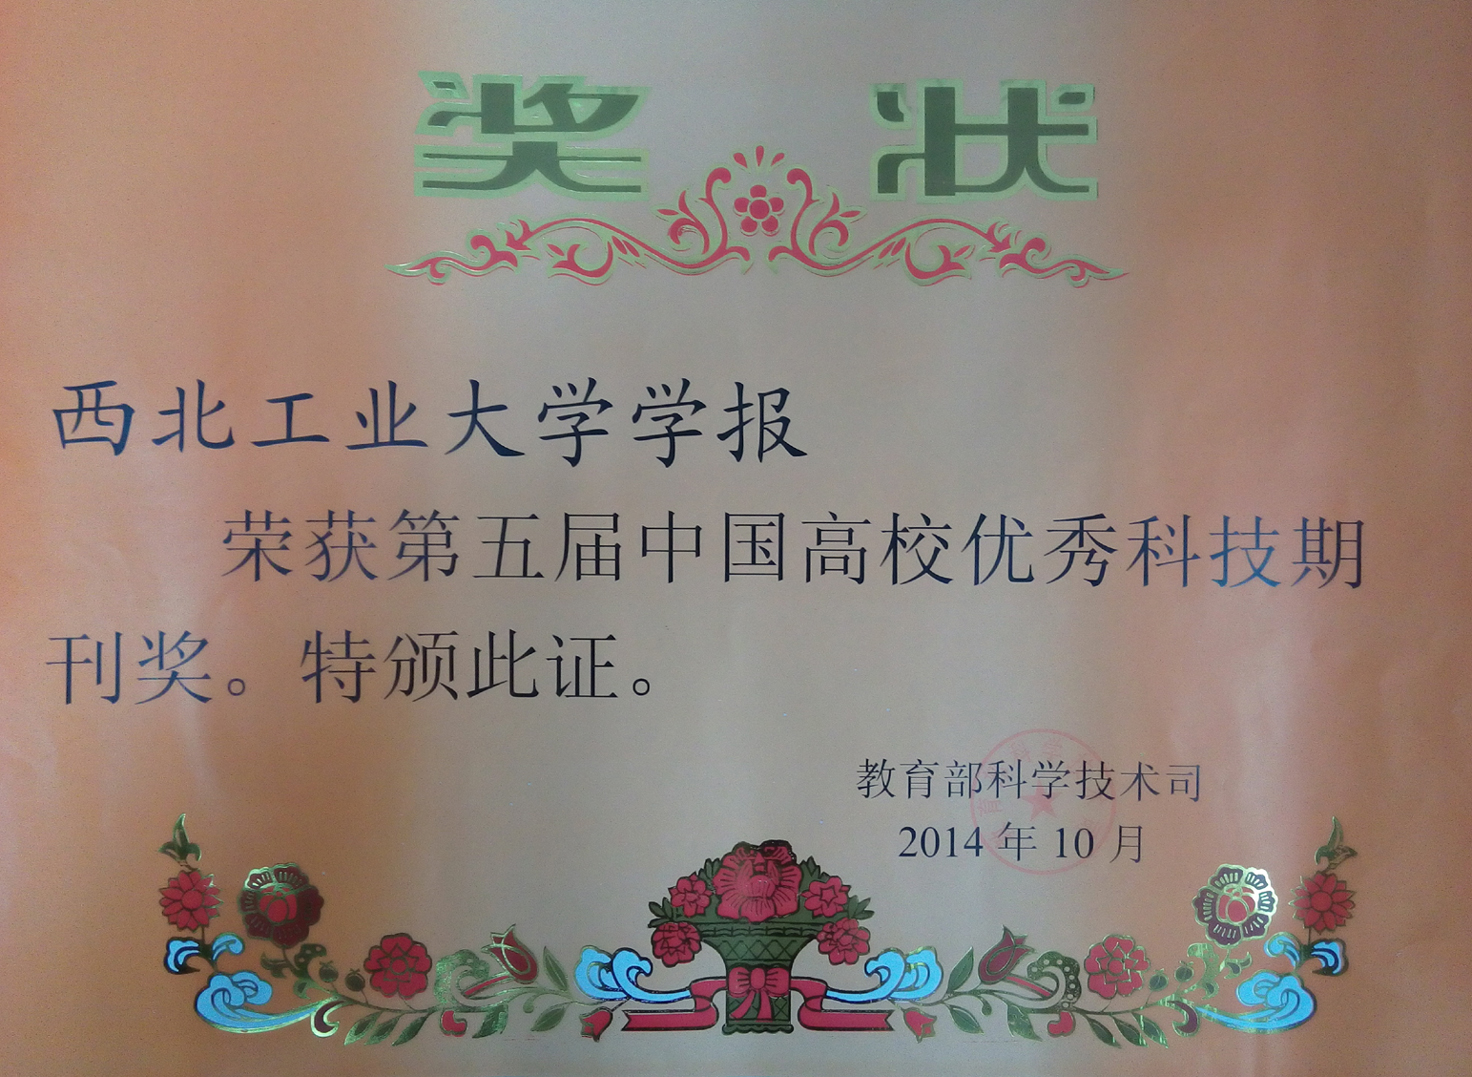 奖状
西北工业大学学报
荣获第五届中国高校优秀科技期
刊奖。特颁此证。
教育部科学技术司
2014年10月